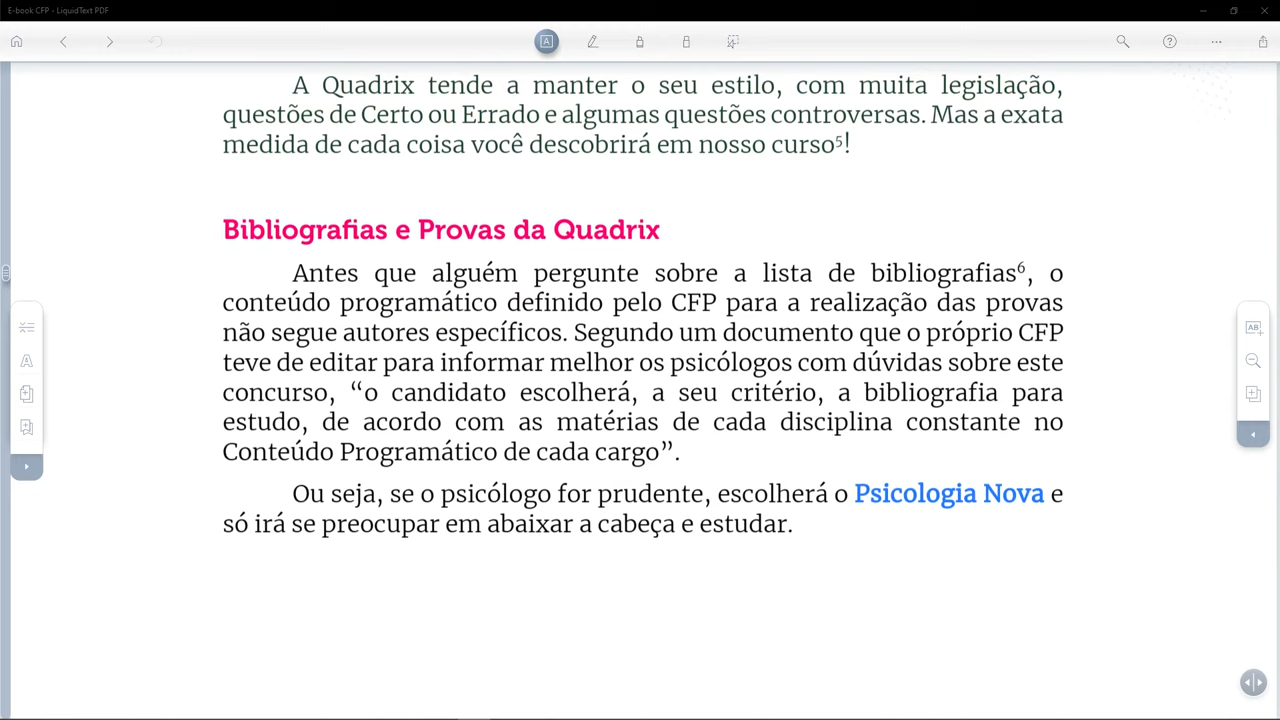 E-book CFP - LiquidText PDF
A Quadrix tende a manter o seu estilo, com muita legislação,
questões de Certo ou Errado e algumas questões controversas. Mas a exata
medida de cada coisa você descobrirá em nosso curso⁵!
Bibliografias e Provas da Quadrix
Antes que alguém pergunte sobre a lista de bibliografias⁶, o
conteúdo programático definido pelo CFP para a realização das provas
não segue autores específicos. Segundo um documento que o próprio CFP
teve de editar para informar melhor os psicólogos com dúvidas sobre este
concurso, “o candidato escolherá, a seu critério, a bibliografia para
estudo, de acordo com as matérias de cada disciplina constante no
Conteúdo Programático de cada cargo”.
Ou seja, se o psicólogo for prudente, escolherá o Psicologia Nova e
só irá se preocupar em abaixar a cabeça e estudar.